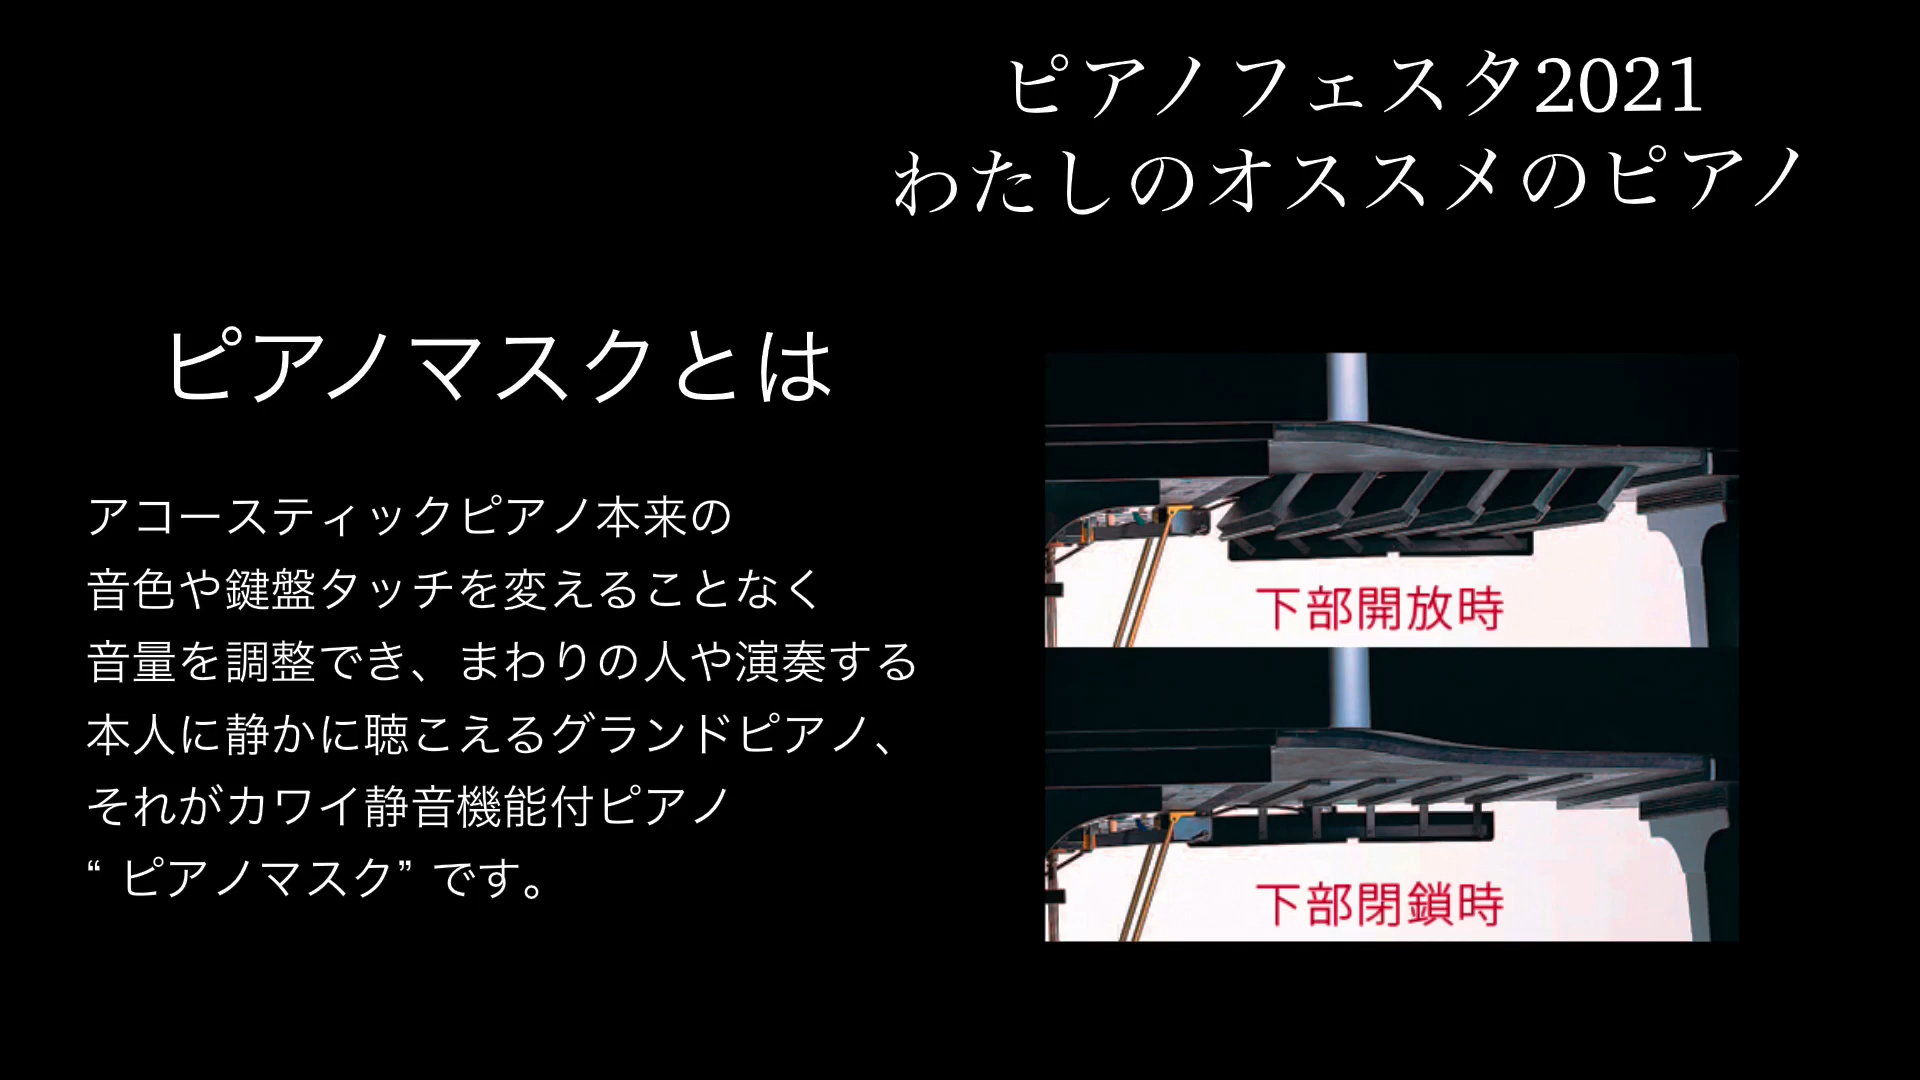 ピアノフェスタ2021
わたしのオススメのピアノ
ピアノマスクとは
アコースティックピアノ本来の
音色や鍵盤タッチを変えることなく
音量を調整でき、まわりの人や演奏する
本人に静かに聴こえるグランドピアノ、
それがカワイ静音機能付ピアノ
“ ピアノマスク” です。
下部開放時
下部閉鎖時